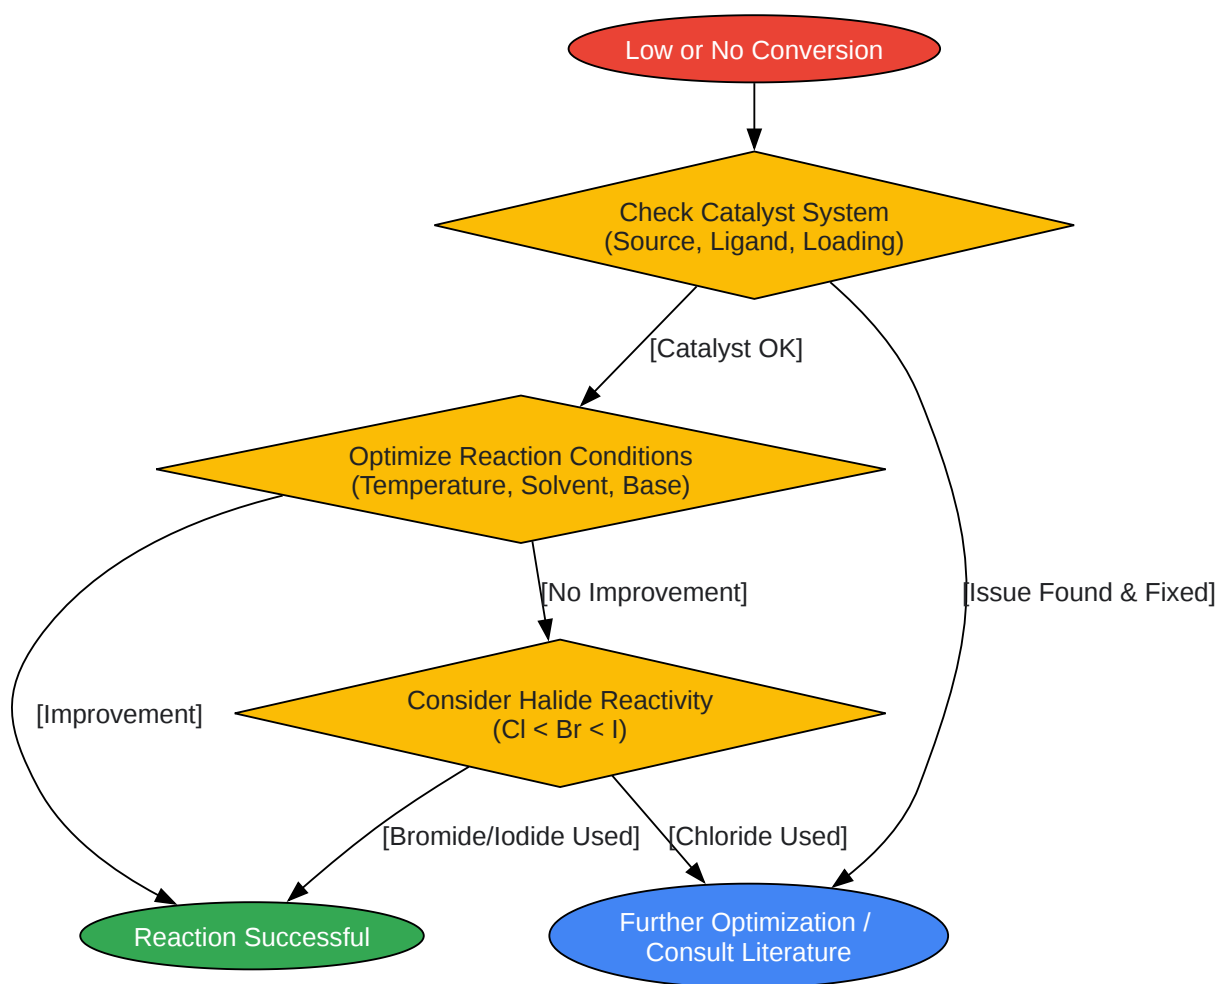 Low or No Conversion
Check Catalyst System
(Source, Ligand, Loading)
[Catalyst OK]
Optimize Reaction Conditions
(Temperature, Solvent, Base)
[No Improvement]
[Issue Found & Fixed]
Consider Halide Reactivity
(Cl < Br < I)
[Improvement]
[Bromide/Iodide Used]
[Chloride Used]
Reaction Successful
Further Optimization /
Consult Literature